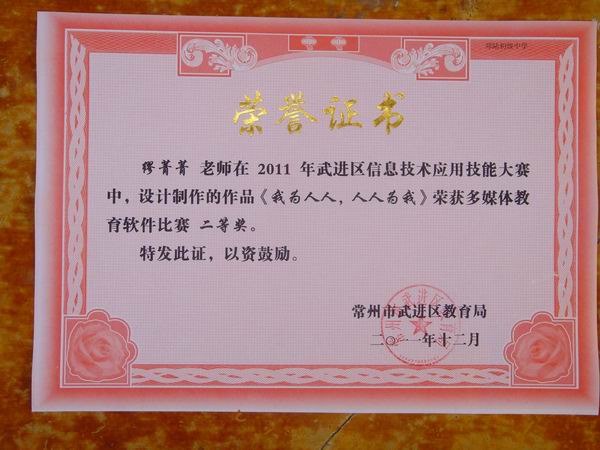 荣誉证书
缪菁菁 老师在 2011 年武进区信息技术应用技能大赛
中，设计制作的作品《我为人人，人人为我》荣获多媒体教
育软件比赛 二等奖。
特发此证，以资鼓励。
常州市武进区教育局
二〇一一年十二月